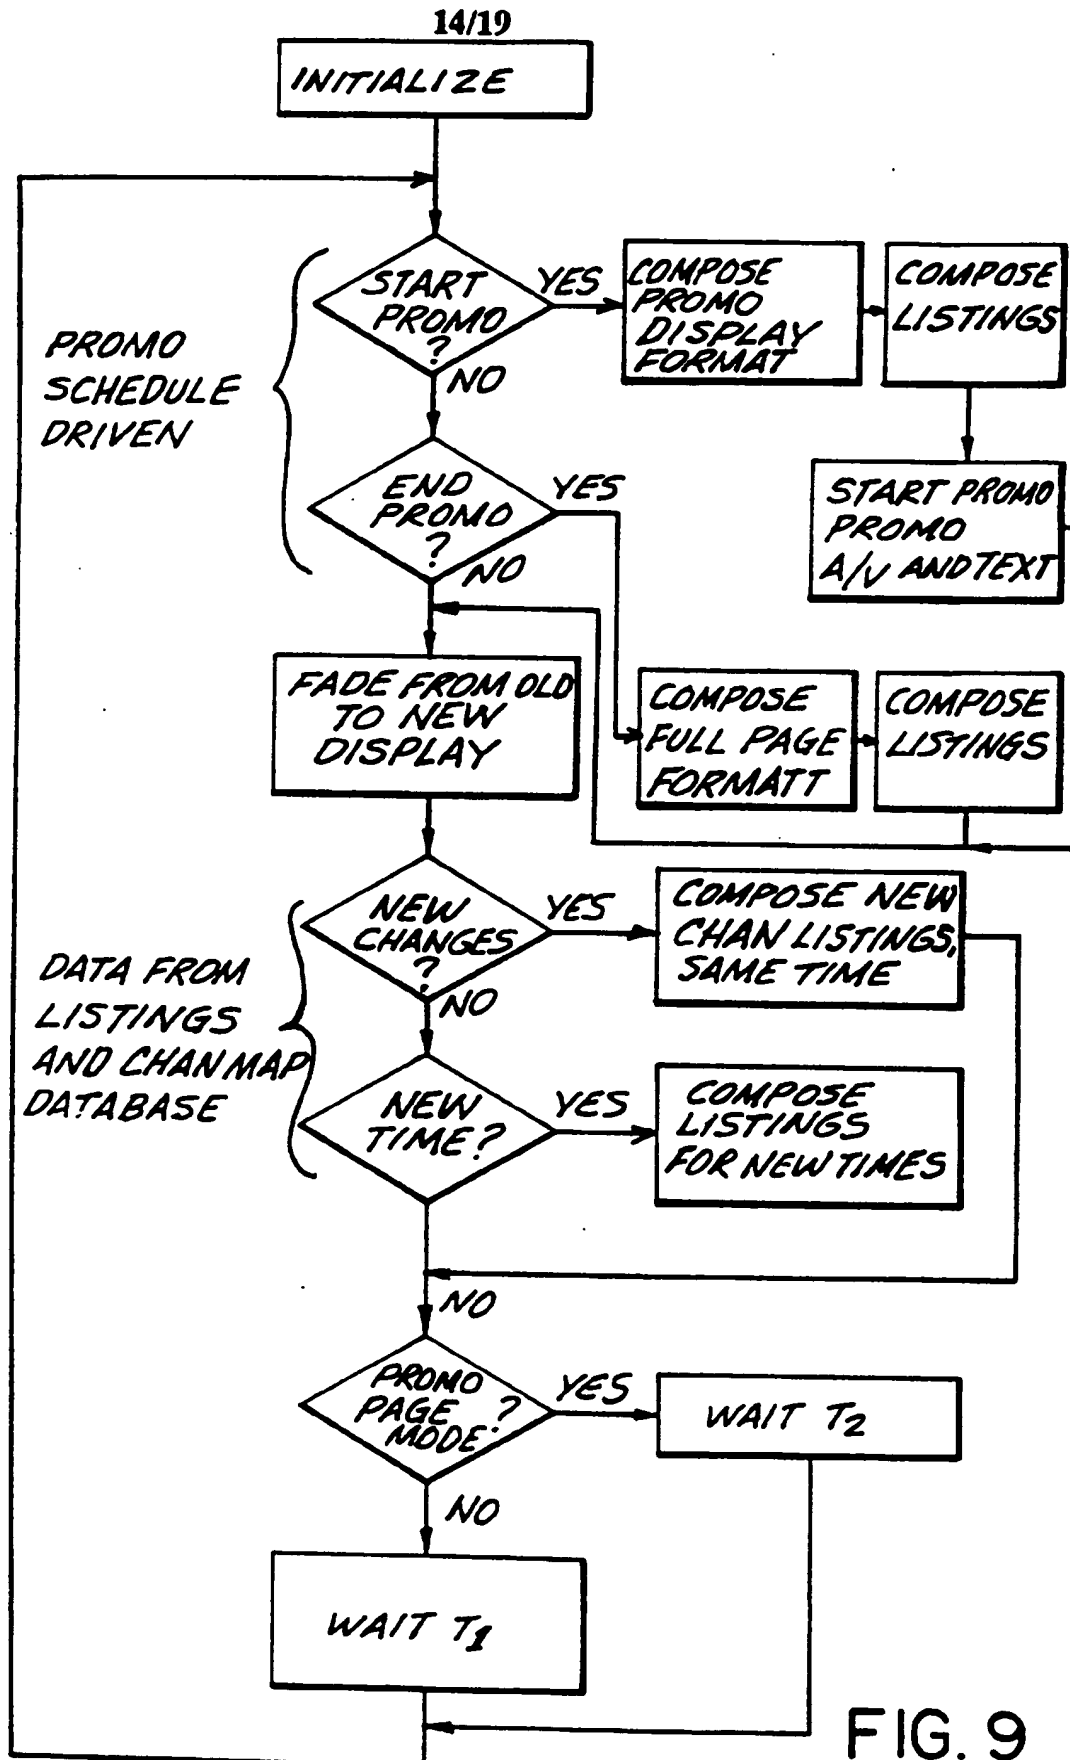 14/19
INITIALIZE
START
PROMO
?
YES
NO
COMPOSE
PROMO
DISPLAY
FORMAT
COMPOSE
LISTINGS
PROMO
SCHEDULE
DRIVEN
END
PROMO
?
YES
NO
START PROMO
PROMO
A/V AND TEXT
FADE FROM OLD
TO NEW
DISPLAY
COMPOSE
FULL PAGE
FORMATT
COMPOSE
LISTINGS
NEW
CHANGES
?
YES
NO
COMPOSE NEW
CHAN LISTINGS,
SAME TIME
DATA FROM
LISTINGS
AND CHAN MAP
DATABASE
NEW
TIME?
YES
COMPOSE
LISTINGS
FOR NEW TIMES
NO
PROMO
PAGE ?
MODE
YES
NO
WAIT T2
WAIT T1
FIG. 9